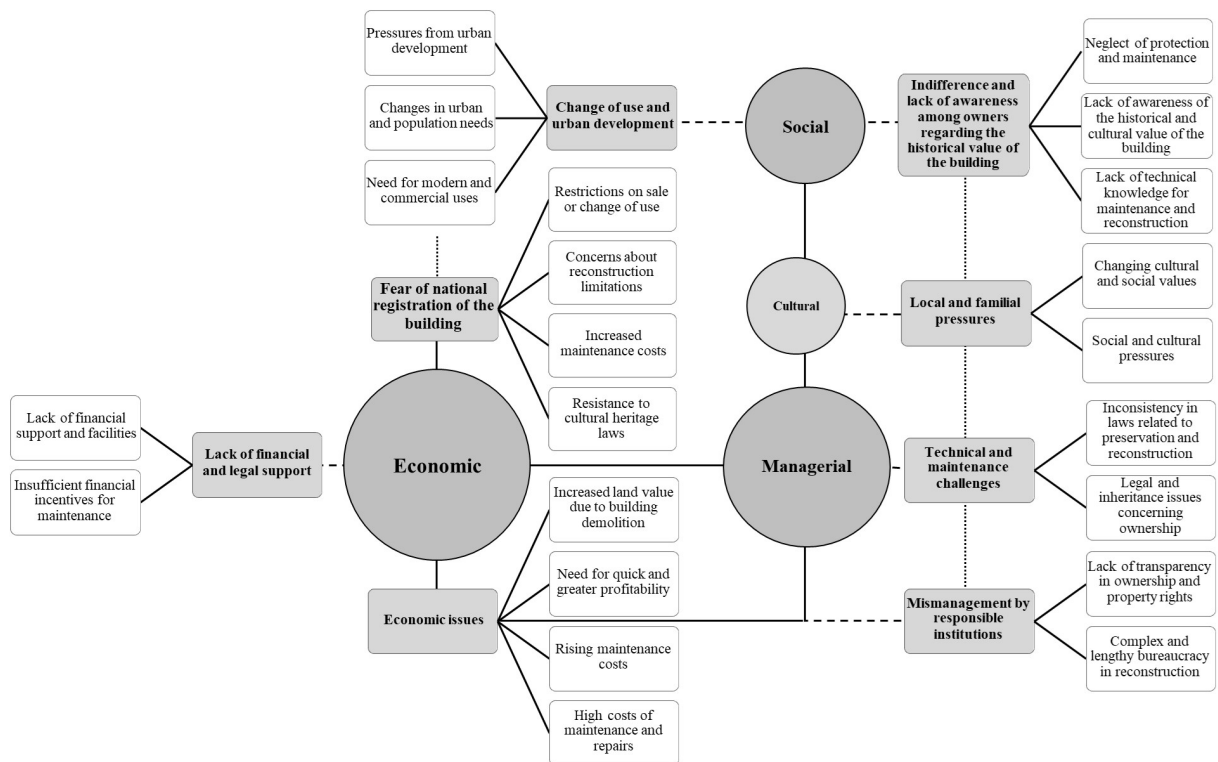 Pressures from urban
development
Changes in urban
and population needs
Need for modern and
commercial uses
Change of use and
urban development
Social
Indifference and
lack of awareness
among owners
regarding the
historical value of
the building
Neglect of protection
and maintenance
Lack of awareness of
the historical and
cultural value of the
building
Lack of technical
knowledge for
maintenance and
reconstruction
Restrictions on sale
or change of use
Concerns about
reconstruction
limitations
Increased
maintenance costs
Resistance to
cultural heritage
laws
Fear of national
registration of the
building
Cultural
Local and familial
pressures
Changing cultural
and social values
Social and cultural
pressures
Lack of financial
support and facilities
Insufficient financial
incentives for
maintenance
Lack of financial
and legal support
Economic
Managerial
Technical and
maintenance
challenges
Inconsistency in
laws related to
preservation and
reconstruction
Legal and
inheritance issues
concerning
ownership
Increased land value
due to building
demolition
Need for quick and
greater profitability
Rising maintenance
costs
High costs of
maintenance and
repairs
Economic issues
Mismanagement by
responsible
institutions
Lack of transparency
in ownership and
property rights
Complex and
lengthy bureaucracy
in reconstruction